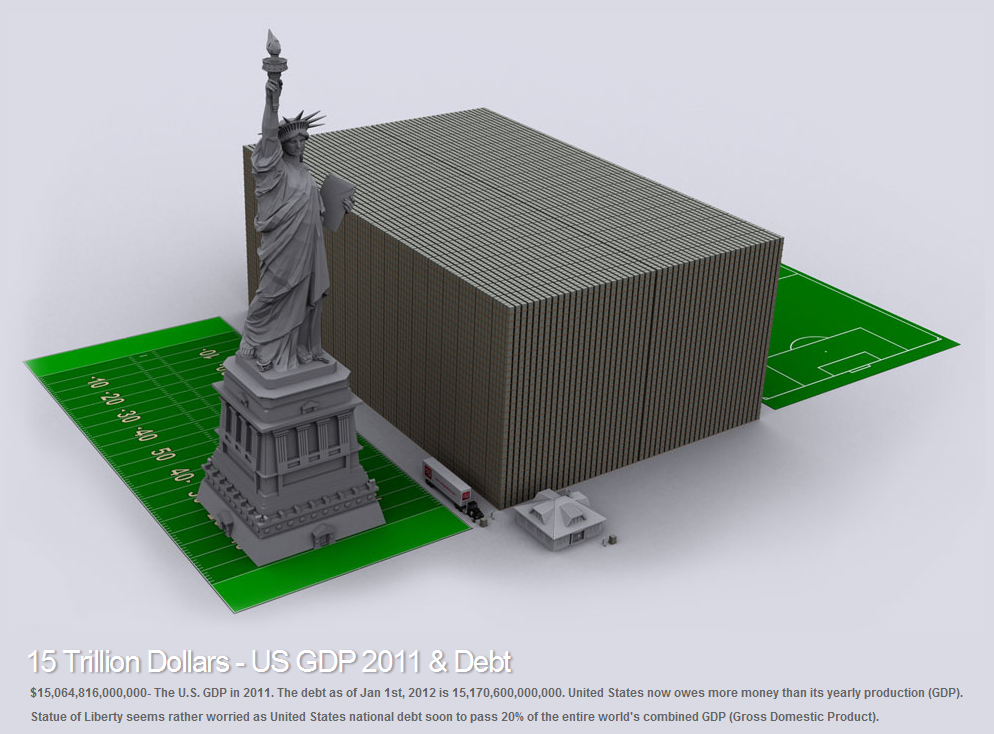 -10
-20
-30
-40
50
40-
15 Trillion Dollars - US GDP 2011 & Debt
$15,064,816,000,000- The U.S. GDP in 2011. The debt as of Jan 1st, 2012 is 15,170,600,000,000. United States now owes more money than its yearly production (GDP).
Statue of Liberty seems rather worried as United States national debt soon to pass 20% of the entire world's combined GDP (Gross Domestic Product).